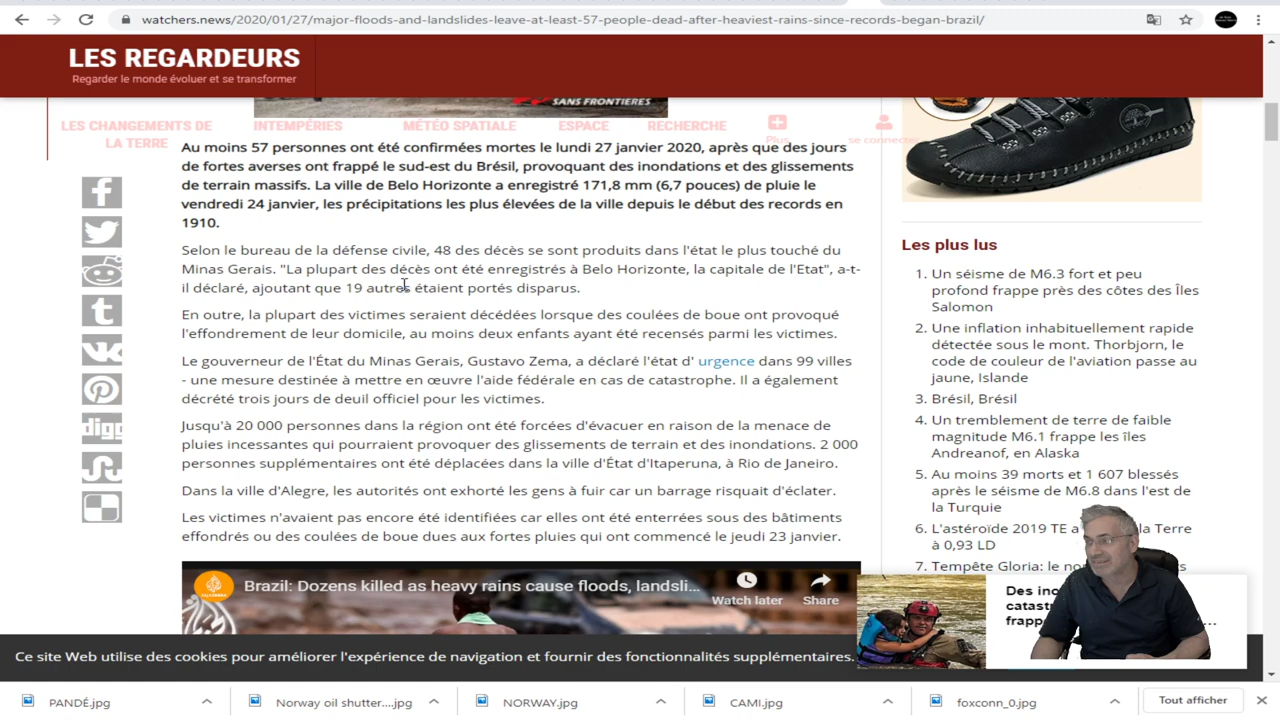 watchers.news/2020/01/27/major-floods-and-landslides-leave-at-least-57-people-dead-after-heaviest-rains-since-records-began-brazil/
LES REGARDEURS
Regarder le monde évoluer et se transformer
SANS FRONTIERES
LES CHANGEMENTS DE
LA TERRE
INTEMPÉRIES
MÉTÉO SPATIALE
ESPACE
RECHERCHE
Plus
se connecter
Au moins 57 personnes ont été confirmées mortes le lundi 27 janvier 2020, après que des jours
de fortes averses ont frappé le sud-est du Brésil, provoquant des inondations et des glissements
de terrain massifs. La ville de Belo Horizonte a enregistré 171,8 mm (6,7 pouces) de pluie le
vendredi 24 janvier, les précipitations les plus élevées de la ville depuis le début des records en
1910.
Selon le bureau de la défense civile, 48 des décès se sont produits dans l'état le plus touché du
Minas Gerais. "La plupart des décès ont été enregistrés à Belo Horizonte, la capitale de l'Etat", a-t-
il déclaré, ajoutant que 19 autres étaient portés disparus.
En outre, la plupart des victimes seraient décédées lorsque des coulées de boue ont provoqué
l'effondrement de leur domicile, au moins deux enfants ayant été recensés parmi les victimes.
Le gouverneur de l'État du Minas Gerais, Gustavo Zema, a déclaré l'état d' urgence dans 99 villes
- une mesure destinée à mettre en œuvre l'aide fédérale en cas de catastrophe. Il a également
décrété trois jours de deuil officiel pour les victimes.
Jusqu'à 20 000 personnes dans la région ont été forcées d'évacuer en raison de la menace de
pluies incessantes qui pourraient provoquer des glissements de terrain et des inondations. 2 000
personnes supplémentaires ont été déplacées dans la ville d'État d'Itaperuna, à Rio de Janeiro.
Dans la ville d'Alegre, les autorités ont exhorté les gens à fuir car un barrage risquait d'éclater.
Les victimes n'avaient pas encore été identifiées car elles ont été enterrées sous des bâtiments
effondrés ou des coulées de boue dues aux fortes pluies qui ont commencé le jeudi 23 janvier.
digg
Brazil: Dozens killed as heavy rains cause floods, landsli...
Watch later
Share
Les plus lus
1. Un séisme de M6.3 fort et peu
profond frappe près des côtes des Îles
Salomon
2. Une inflation inhabituellement rapide
détectée sous le mont. Thorbjorn, le
code de couleur de l'aviation passe au
jaune, Islande
3. Brésil, Brésil
4. Un tremblement de terre de faible
magnitude M6.1 frappe les îles
Andreanof, en Alaska
5. Au moins 39 morts et 1 607 blessés
après le séisme de M6.8 dans l'est de
la Turquie
6. L'astéroïde 2019 TE a la Terre
à 0,93 LD
7. Tempête Gloria: le
Des
catas
frapp
Ce site Web utilise des cookies pour améliorer l'expérience de navigation et fournir des fonctionnalités supplémentaires.
PANDÉ.jpg
Norway oil shutter....jpg
NORWAY.jpg
CAMI.jpg
foxconn_0.jpg
Tout afficher